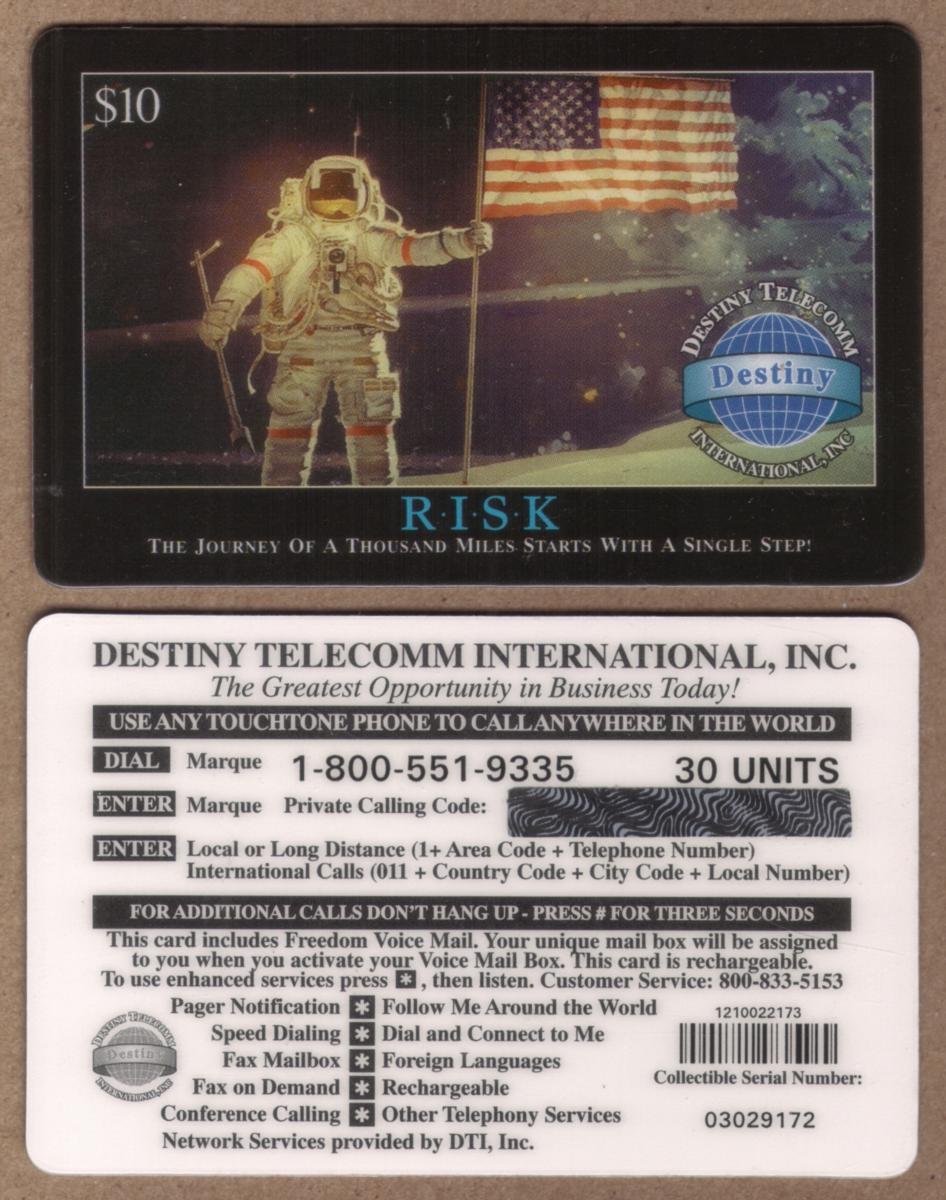 $10
DESTINY TELECOMM
Destiny
INTERNATIONAL, INC
R·I·S·K
THE JOURNEY OF A THOUSAND MILES STARTS WITH A SINGLE STEP!
DESTINY TELECOMM INTERNATIONAL, INC.
The Greatest Opportunity in Business Today!
USE ANY TOUCHTONE PHONE TO CALL ANYWHERE IN THE WORLD
DIAL Marque 1-800-551-9335 30 UNITS
ENTER Marque Private Calling Code:
ENTER Local or Long Distance (1+ Area Code + Telephone Number)
International Calls (011 + Country Code + City Code + Local Number)
FOR ADDITIONAL CALLS DON'T HANG UP - PRESS # FOR THREE SECONDS
This card includes Freedom Voice Mail. Your unique mail box will be assigned
to you when you activate your Voice Mail Box. This card is rechargeable.
To use enhanced services press *, then listen. Customer Service: 800-833-5153
Pager Notification * Follow Me Around the World
Speed Dialing * Dial and Connect to Me
Fax Mailbox * Foreign Languages
Fax on Demand * Rechargeable
Conference Calling * Other Telephony Services
Network Services provided by DTI, Inc.
DESTINY TELECOMM
Destiny
INTERNATIONAL, INC
1210022173
Collectible Serial Number:
03029172